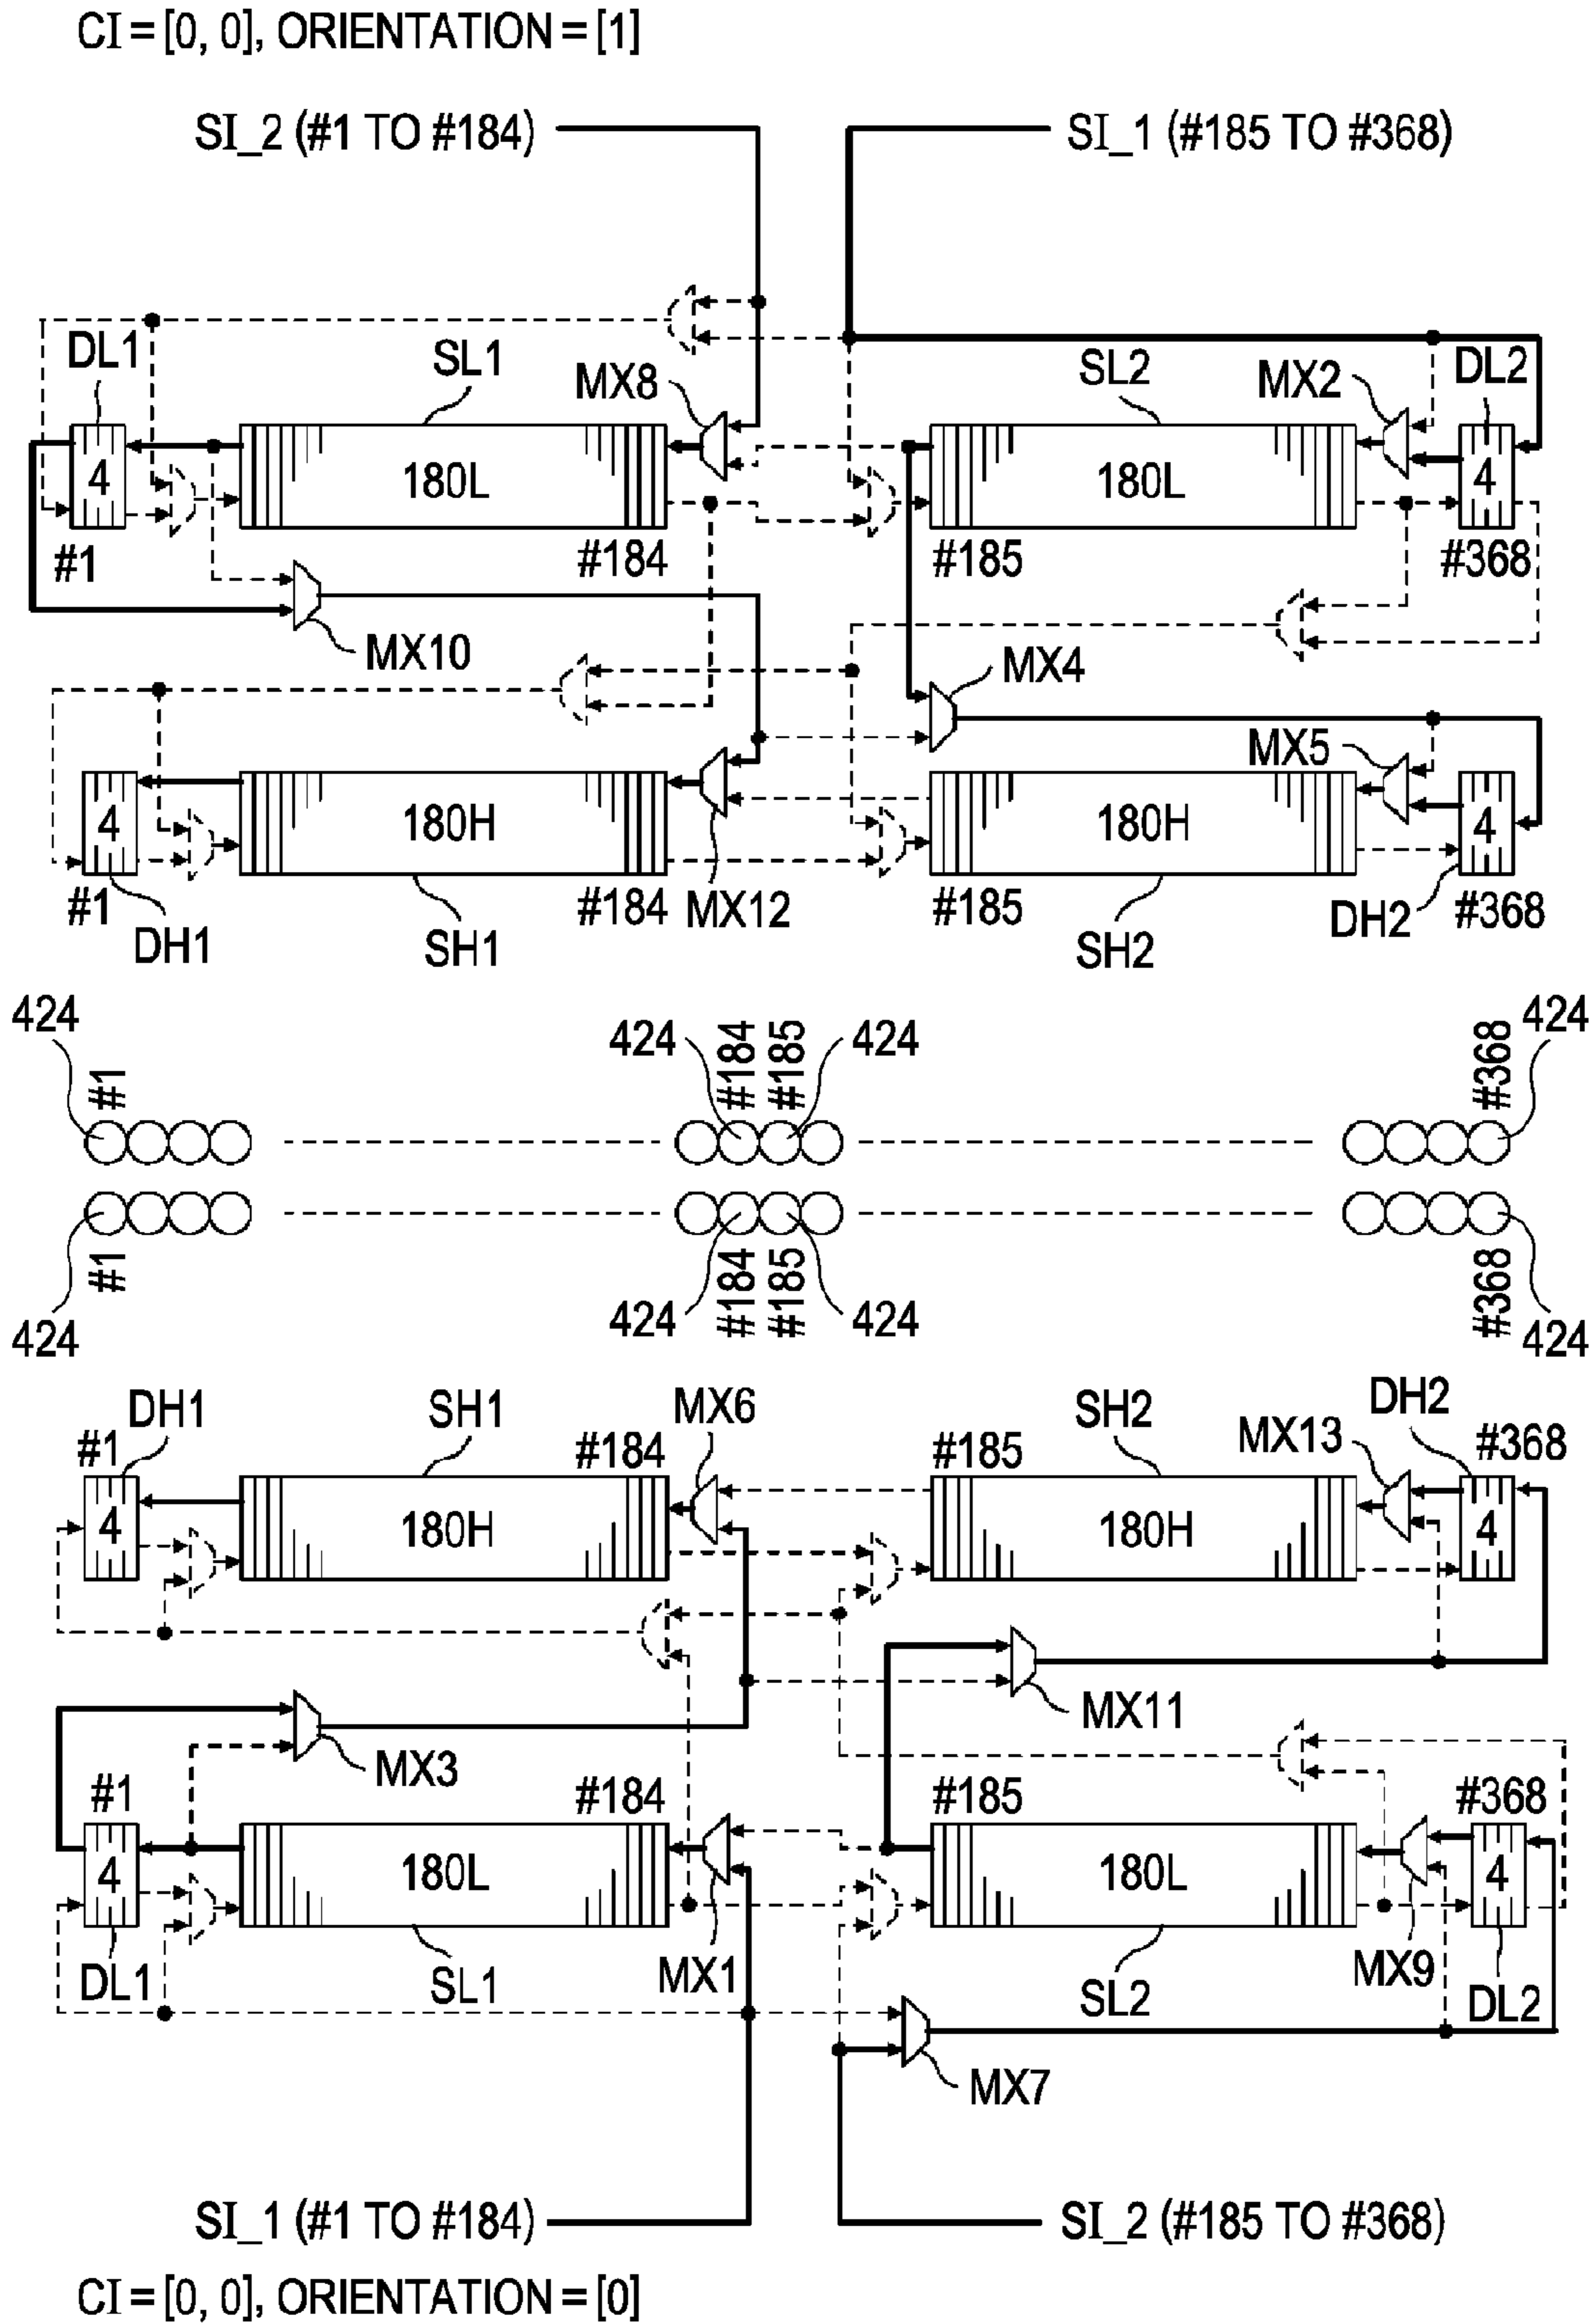 CI = [0, 0], ORIENTATION = [1]
SI_2 (#1 TO #184)
SI_1 (#185 TO #368)
DL1
SL1
MX8
SL2
MX2
DL2
4
180L
180L
4
#1
#184
#185
#368
MX10
MX4
MX5
4
180H
180H
4
#1
#184
MX12
#185
#368
DH1
SH1
SH2
DH2
424
#1
424
#184
#185
424
#368
424
424
#1
424
#184
#185
424
#368
424
DH1
SH1
MX6
SH2
DH2
#1
#184
#185
MX13
#368
4
180H
180H
4
MX11
MX3
#1
#184
#185
#368
4
180L
180L
4
DL1
SL1
MX1
SL2
MX9
DL2
MX7
SI_1 (#1 TO #184)
SI_2 (#185 TO #368)
CI = [0, 0], ORIENTATION = [0]